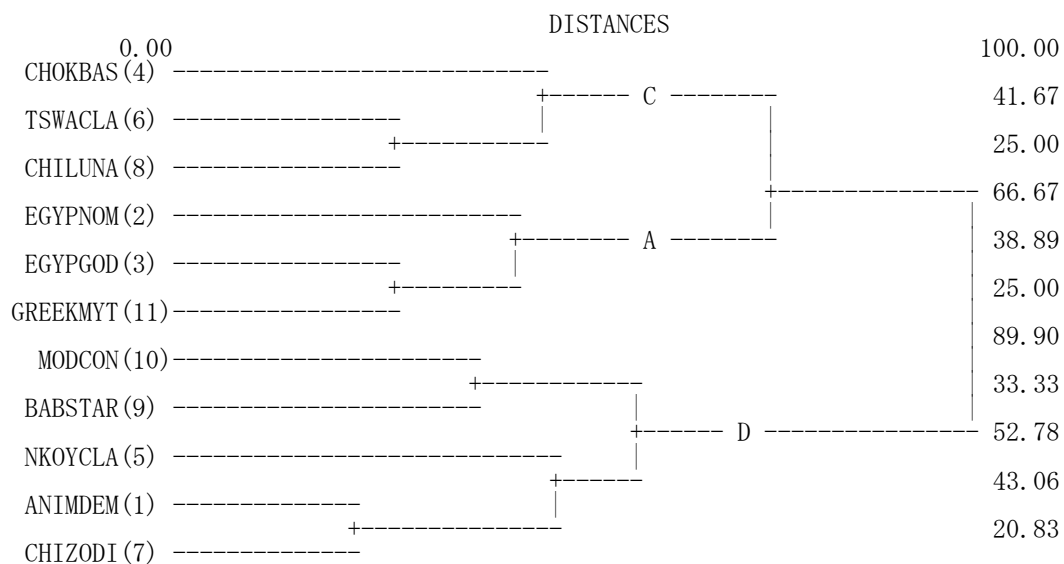 DISTANCES
0.00 100.00
CHOKBAS(4)
C 41.67
TSWACLA(6)
25.00
CHILUNA(8)
66.67
EGYPNOM(2)
A 38.89
EGYPGOD(3)
25.00
GREEKMYT(11)
89.90
MODCON(10)
33.33
BABSTAR(9)
D 52.78
NKOYCLA(5)
43.06
ANIMDEM(1)
20.83
CHIZODI(7)